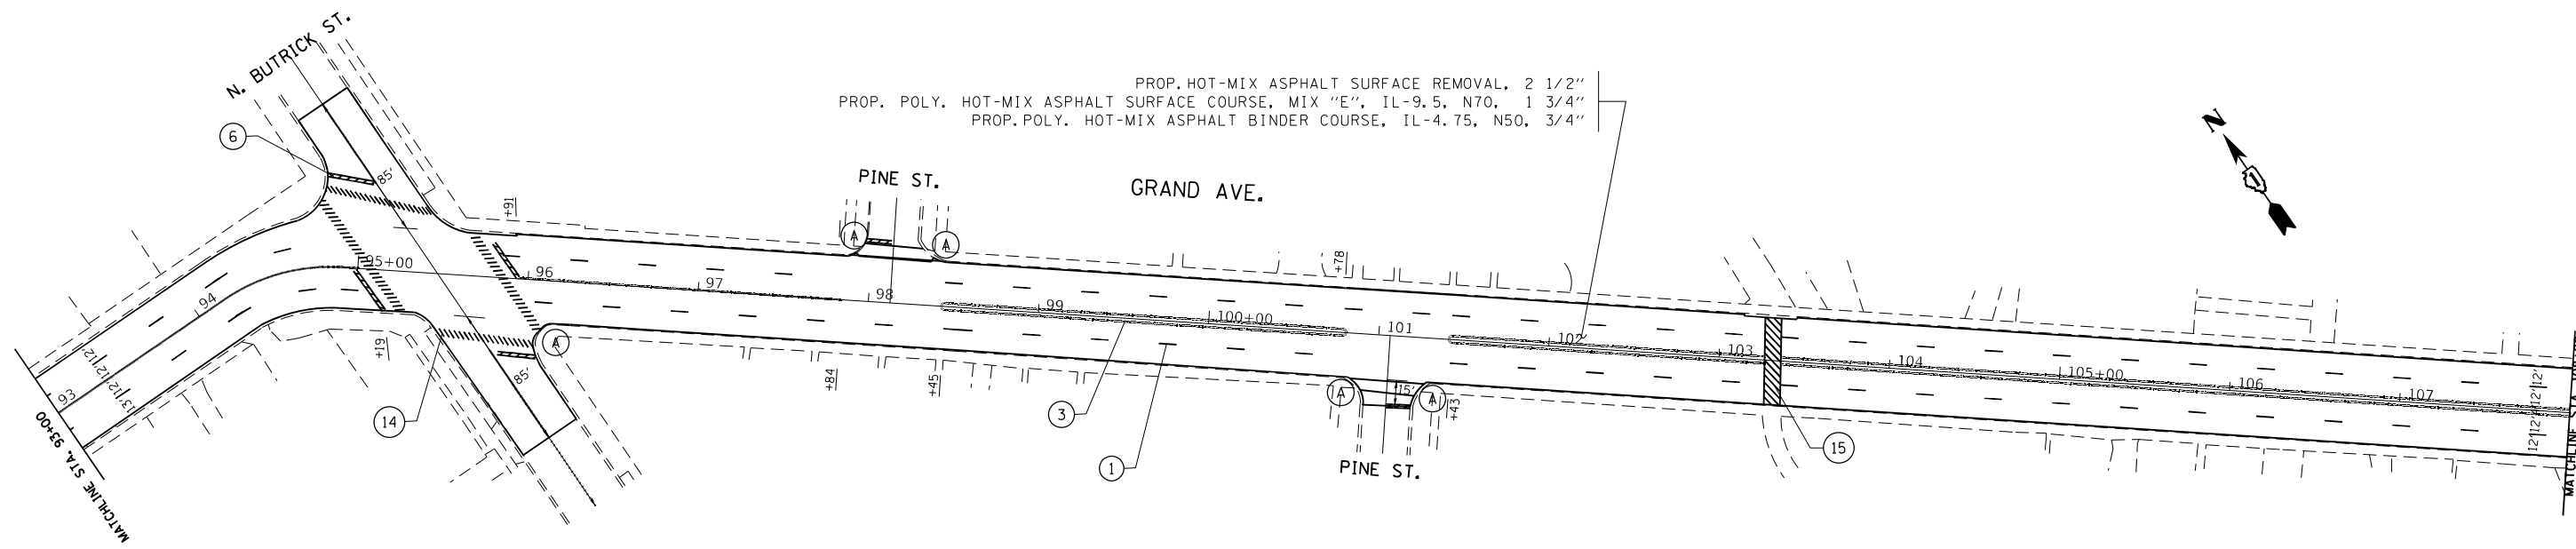 N. BUTRICK ST.
6
85'
+91
PINE ST.
A
A
GRAND AVE.
PROP. HOT-MIX ASPHALT SURFACE REMOVAL, 2 1/2"
PROP. POLY. HOT-MIX ASPHALT SURFACE COURSE, MIX "E", IL-9.5, N70, 1 3/4"
PROP. POLY. HOT-MIX ASPHALT BINDER COURSE, IL-4.75, N50, 3/4"
+78
N
MATCHLINE STA. 93+00
93
12'
12'
12'
13'
94
95+00
96
97
98
99
100+00
101
102
103
104
105+00
106
107
12'
12'
12'
12'
+19
14
85'
A
+84
+45
3
1
A
15'
A
+43
PINE ST.
15
MATCHLINE